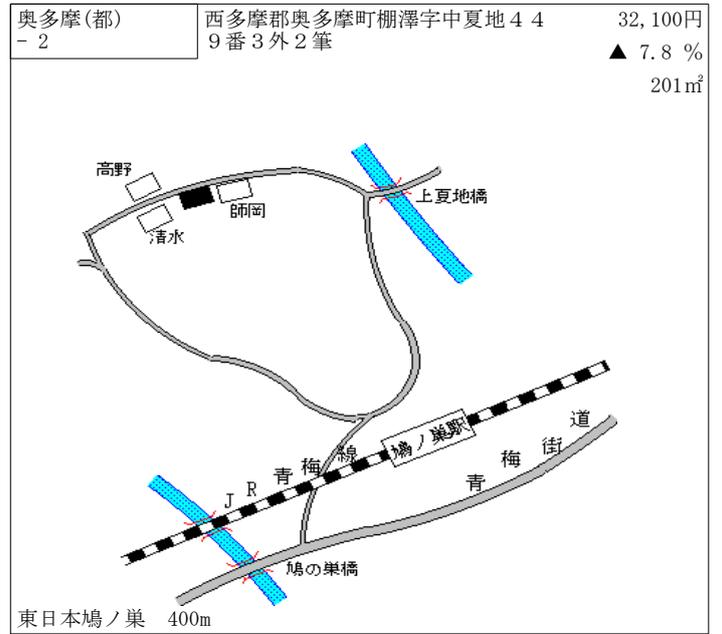 奥多摩(都)
－２
西多摩郡奥多摩町棚澤字中夏地４４
９番３外２筆
32,100円
▲ 7.8 %
201㎡
高野
師岡
清水
上夏地橋
鳩ノ巣駅
ＪＲ青梅線
青梅街道
鳩の巣橋
東日本鳩ノ巣　400m